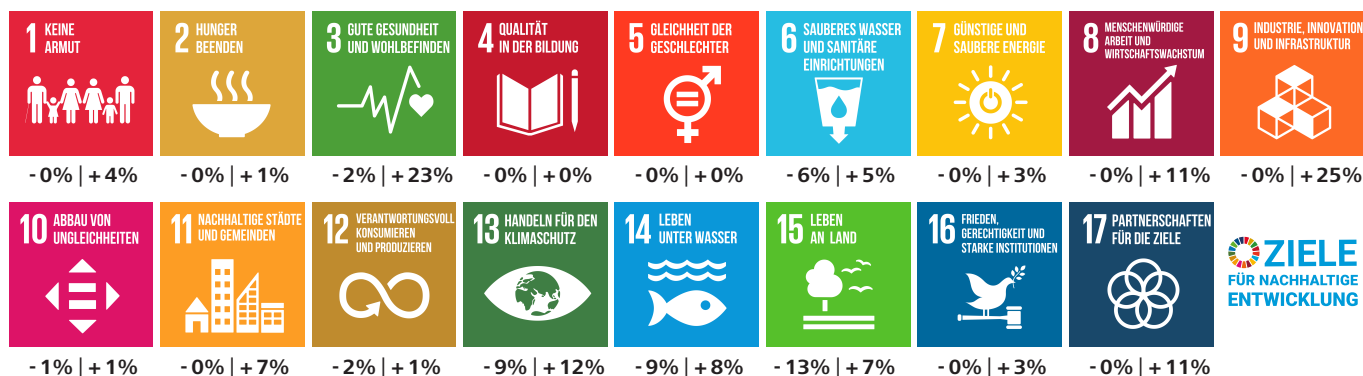 1 KEINE
ARMUT
2 HUNGER
BEENDEN
3 GUTE GESUNDHEIT
UND WOHLBEFINDEN
4 QUALITÄT
IN DER BILDUNG
5 GLEICHHEIT DER
GESCHLECHTER
6 SAUBERES WASSER
UND SANITÄRE
EINRICHTUNGEN
7 GÜNSTIGE UND
SAUBERE ENERGIE
8 MENSCHENWÜRDIGE
ARBEIT UND
WIRTSCHAFTSWACHSTUM
9 INDUSTRIE, INNOVATION
UND INFRASTRUKTUR
-0% | +4%
-0% | +1%
-2% | +23%
-0% | +0%
-0% | +0%
-6% | +5%
-0% | +3%
-0% | +11%
-0% | +25%
10 ABBAU VON
UNGLEICHHEITEN
11 NACHHALTIGE STÄDTE
UND GEMEINDEN
12 VERANTWORTUNGSVOLL
KONSUMIEREN
UND PRODUZIEREN
13 HANDELN FÜR DEN
KLIMASCHUTZ
14 LEBEN
UNTER WASSER
15 LEBEN
AN LAND
16 FRIEDEN,
GERECHTIGKEIT UND
STARKE INSTITUTIONEN
17 PARTNERSCHAFTEN
FÜR DIE ZIELE
ZIELE
FÜR NACHHALTIGE
ENTWICKLUNG
-1% | +1%
-0% | +7%
-2% | +1%
-9% | +12%
-9% | +8%
-13% | +7%
-0% | +3%
-0% | +11%